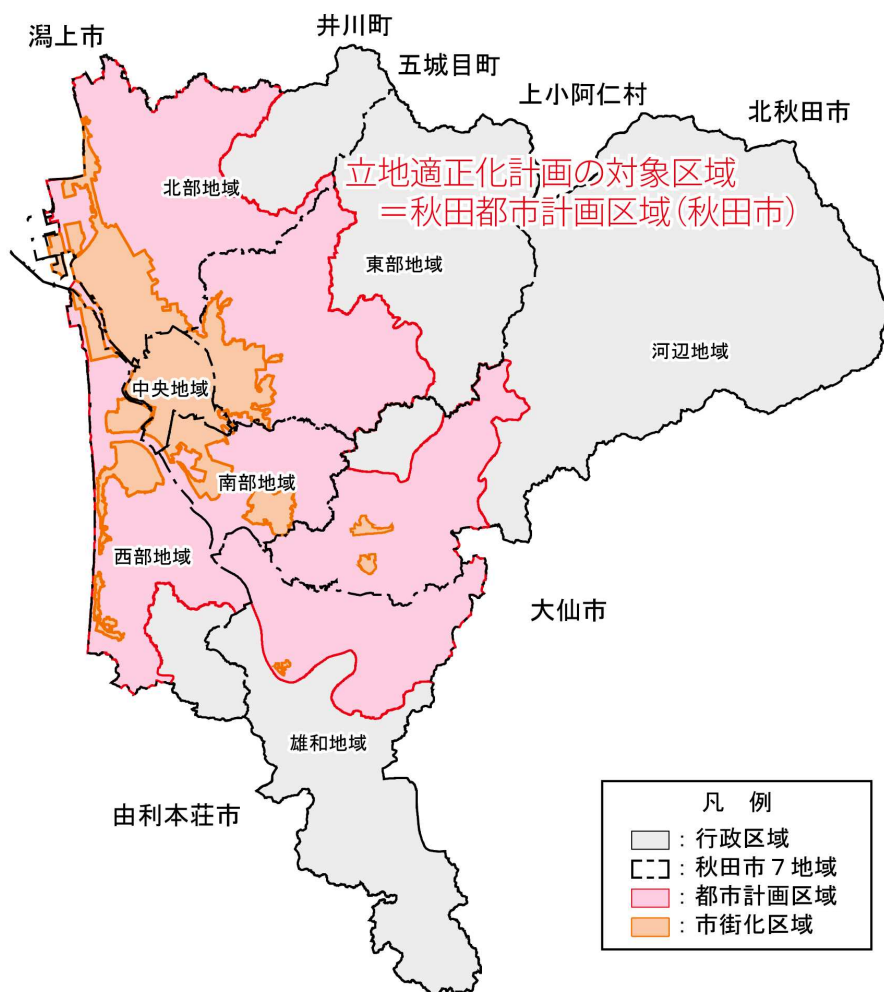 井川町
潟上市
五城目町
上小阿仁村
北秋田市
立地適正化計画の対象区域
=秋田都市計画区域(秋田市)
北部地域
東部地域
河辺地域
中央地域
南部地域
西部地域
大仙市
雄和地域
由利本荘市
凡 例
:行政区域
:秋田市7地域
:都市計画区域
:市街化区域